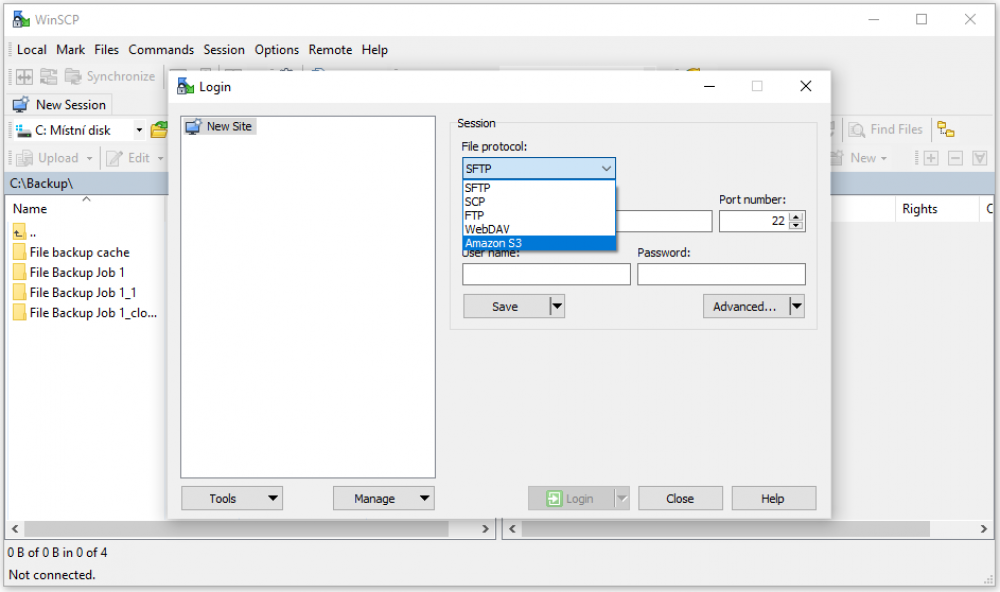 WinSCP
Local Mark Files Commands Session Options Remote Help
Synchronize
New Session
C: Místní disk
Find Files
Upload
Edit
New
C:\Backup\
Name
Rights
..
File backup cache
File Backup Job 1
File Backup Job 1_1
File Backup Job 1_clo...
Login
New Site
Session
File protocol:
SFTP
SFTP
SCP
FTP
WebDAV
Amazon S3
Port number:
22
User name:
Password:
Save
Advanced...
Tools
Manage
Login
Close
Help
0 B of 0 B in 0 of 4
Not connected.